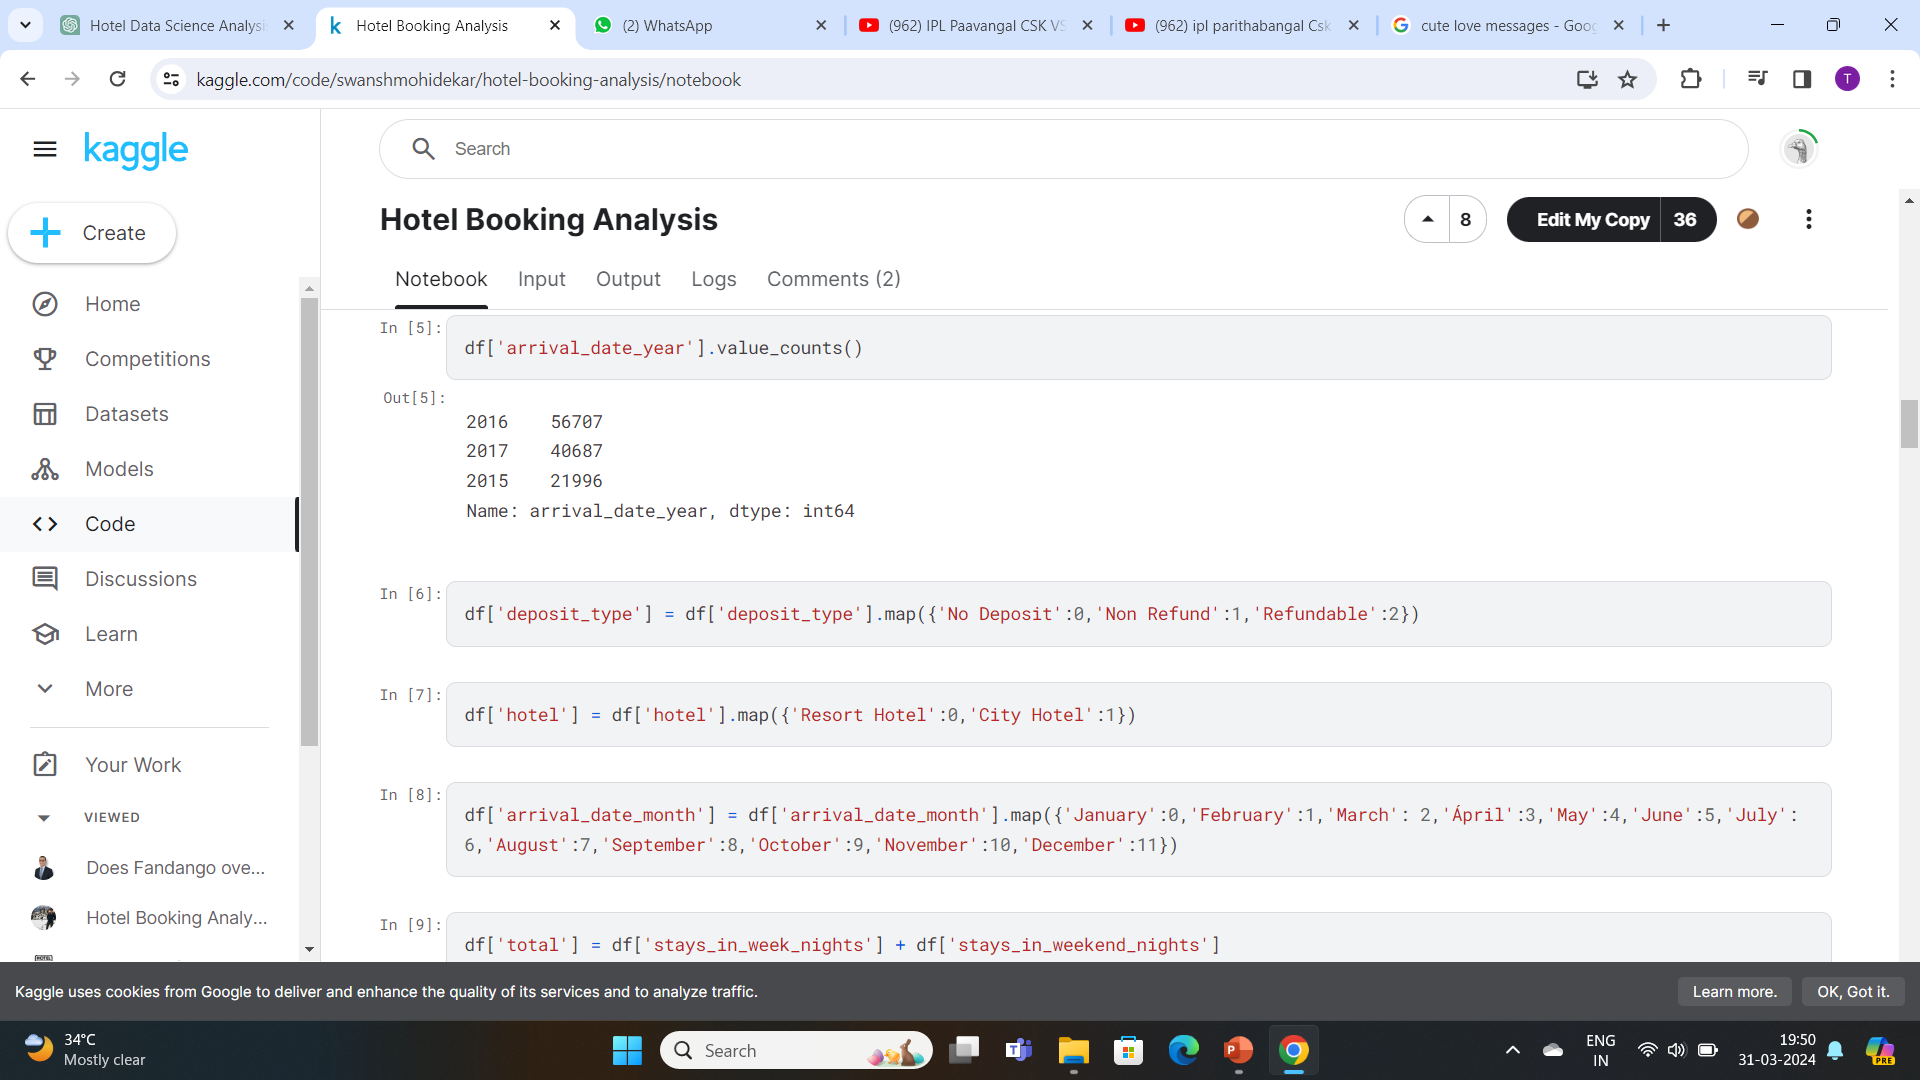 Hotel Data Science Analysi
Hotel Booking Analysis
(2) WhatsApp
(962) IPL Paavangal CSK VS
(962) ipl parithabangal Csk
cute love messages - Goog
kaggle.com/code/swanshmohidekar/hotel-booking-analysis/notebook
T
kaggle
Search
Create
Hotel Booking Analysis
8
Edit My Copy 36
Notebook Input Output Logs Comments (2)
Home
Competitions
Datasets
Models
Code
Discussions
Learn
More
Your Work
VIEWED
Does Fandango ove...
Hotel Booking Analy...
In [5]:
df['arrival_date_year'].value_counts()
Out[5]:
2016 56707
2017 40687
2015 21996
Name: arrival_date_year, dtype: int64
In [6]:
df['deposit_type'] = df['deposit_type'].map({'No Deposit':0,'Non Refund':1,'Refundable':2})
In [7]:
df['hotel'] = df['hotel'].map({'Resort Hotel':0,'City Hotel':1})
In [8]:
df['arrival_date_month'] = df['arrival_date_month'].map({'January':0,'February':1,'March': 2,'Ápril':3,'May':4,'June':5,'July':
6,'August':7,'September':8,'October':9,'November':10,'December':11})
In [9]:
df['total'] = df['stays_in_week_nights'] + df['stays_in_weekend_nights']
Kaggle uses cookies from Google to deliver and enhance the quality of its services and to analyze traffic.
Learn more.
OK, Got it.
34°C
Mostly clear
Search
ENG
IN
19:50
31-03-2024
PRE